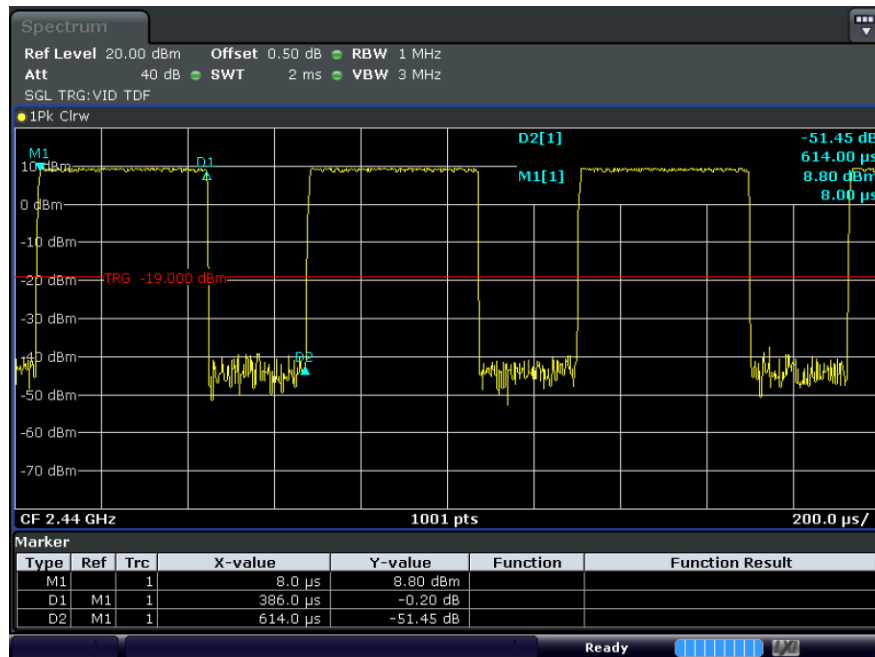 Spectrum
Ref Level 20.00 dBm Offset 0.50 dB RBW 1 MHz
Att 40 dB SWT 2 ms VBW 3 MHz
SGL TRG:VID TDF
1Pk Clrw
D2[1] -51.45 dB
614.00 µs
M1[1] 8.80 dBm
8.00 µs
M1
D1
10 dBm
0 dBm
-10 dBm
-20 dBm
TRG -19.000 dBm
-30 dBm
-40 dBm
D2
-50 dBm
-60 dBm
-70 dBm
CF 2.44 GHz 1001 pts 200.0 µs/
Marker
Type Ref Trc X-value Y-value Function Function Result
M1 1 8.0 µs 8.80 dBm
D1 M1 1 386.0 µs -0.20 dB
D2 M1 1 614.0 µs -51.45 dB
Ready